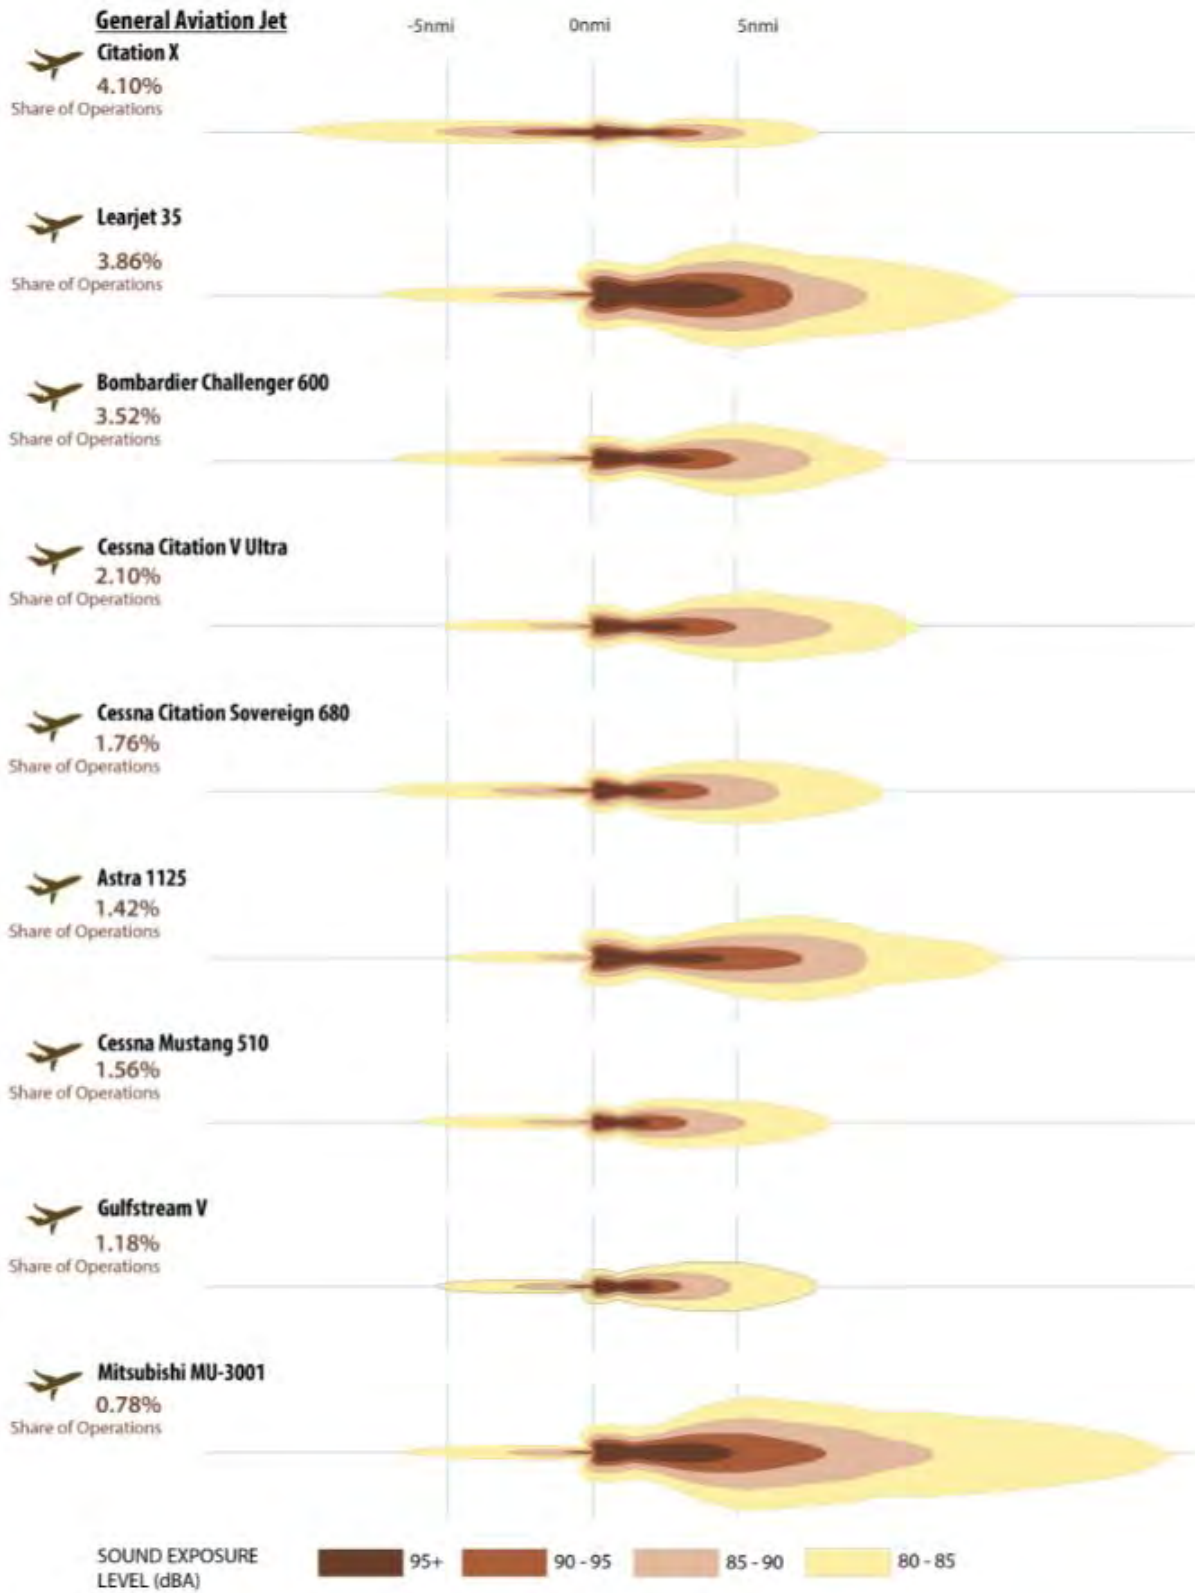 General Aviation Jet
-5nmi 0nmi 5nmi
Citation X
4.10%
Share of Operations
Learjet 35
3.86%
Share of Operations
Bombardier Challenger 600
3.52%
Share of Operations
Cessna Citation V Ultra
2.10%
Share of Operations
Cessna Citation Sovereign 680
1.76%
Share of Operations
Astra 1125
1.42%
Share of Operations
Cessna Mustang 510
1.56%
Share of Operations
Gulfstream V
1.18%
Share of Operations
Mitsubishi MU-3001
0.78%
Share of Operations
SOUND EXPOSURE
LEVEL (dBA)
95+ 90 - 95 85 - 90 80 - 85